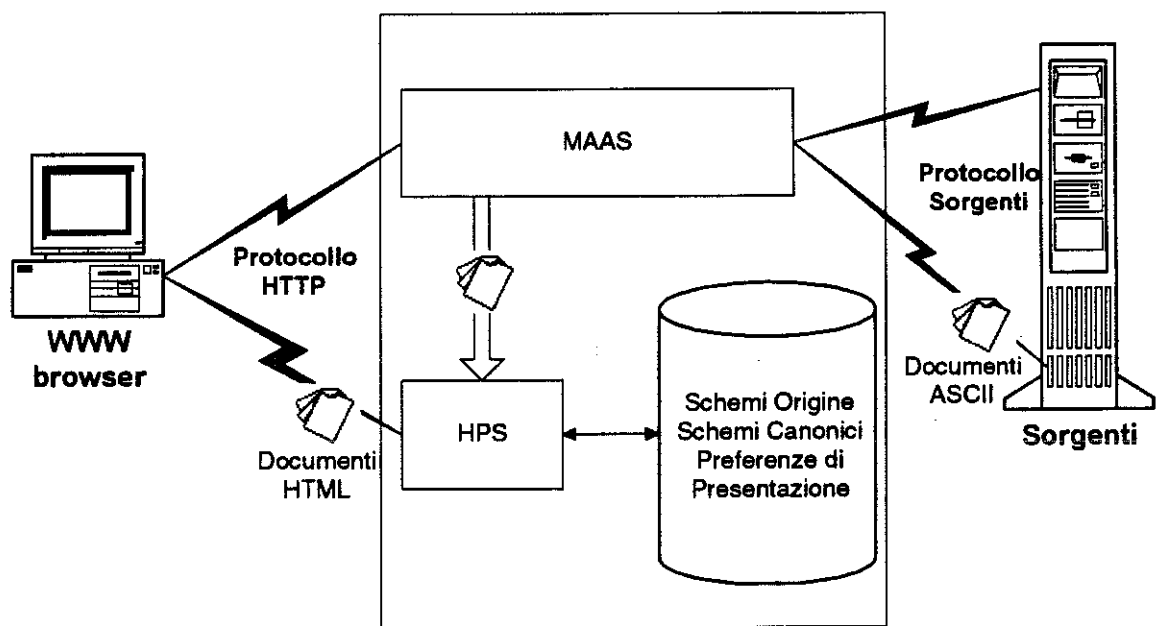 MAAS
Protocollo
Sorgenti
Protocollo
HTTP
WWW
browser
Documenti
ASCII
Sorgenti
HPS
Schemi Origine
Schemi Canonici
Preferenze di
Presentazione
Documenti
HTML